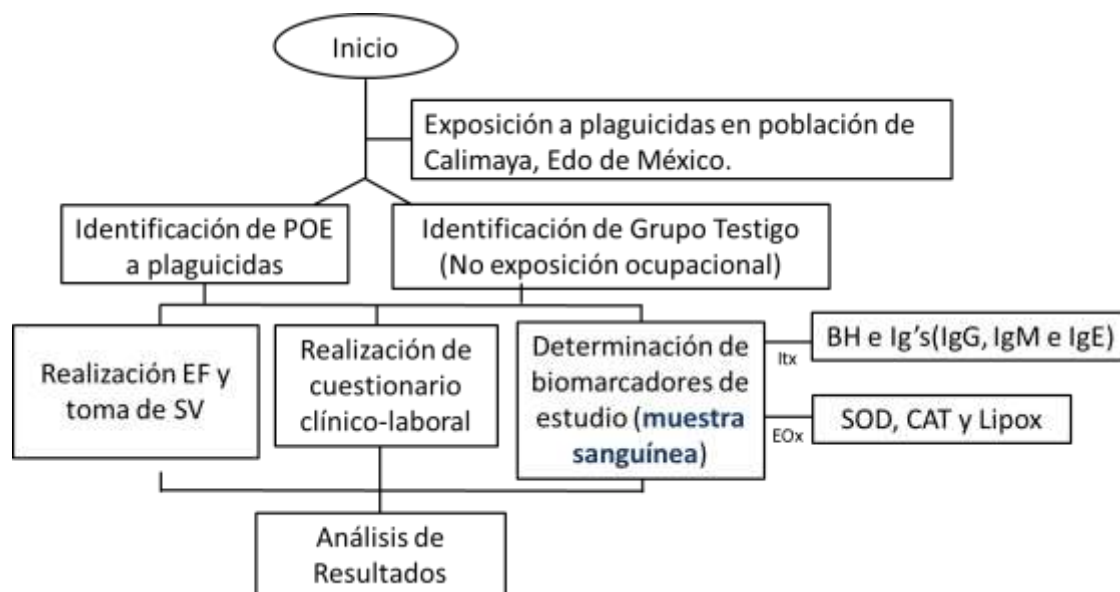 Inicio
Exposición a plaguicidas en población de
Calimaya, Edo de México.
Identificación de POE
a plaguicidas
Identificación de Grupo Testigo
(No exposición ocupacional)
Realización EF y
toma de SV
Realización de
cuestionario
clínico-laboral
Determinación de
biomarcadores de
estudio (muestra
sanguínea)
Itx
BH e Ig’s(IgG, IgM e IgE)
EOx
SOD, CAT y Lipox
Análisis de
Resultados